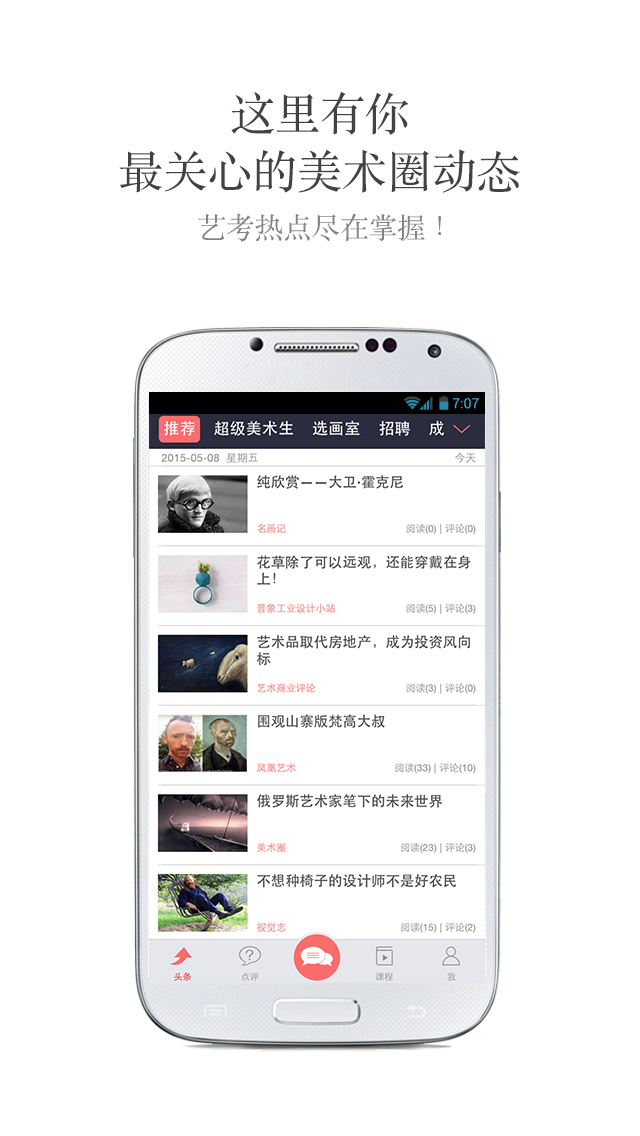 这里有你
最关心的美术圈动态
艺考热点尽在掌握！
7:07
推荐 超级美术生 选画室 招聘 成
2015-05-08 星期五 今天
纯欣赏——大卫·霍克尼
名画记 阅读(0) | 评论(0)
花草除了可以远观，还能穿戴在身
上！
普象工业设计小站 阅读(5) | 评论(3)
艺术品取代房地产，成为投资风向
标
艺术商业评论 阅读(3) | 评论(0)
围观山寨版梵高大叔
凤凰艺术 阅读(33) | 评论(10)
俄罗斯艺术家笔下的未来世界
美术圈 阅读(23) | 评论(3)
不想种椅子的设计师不是好农民
视觉志 阅读(15) | 评论(2)
头条 点评 课程 我